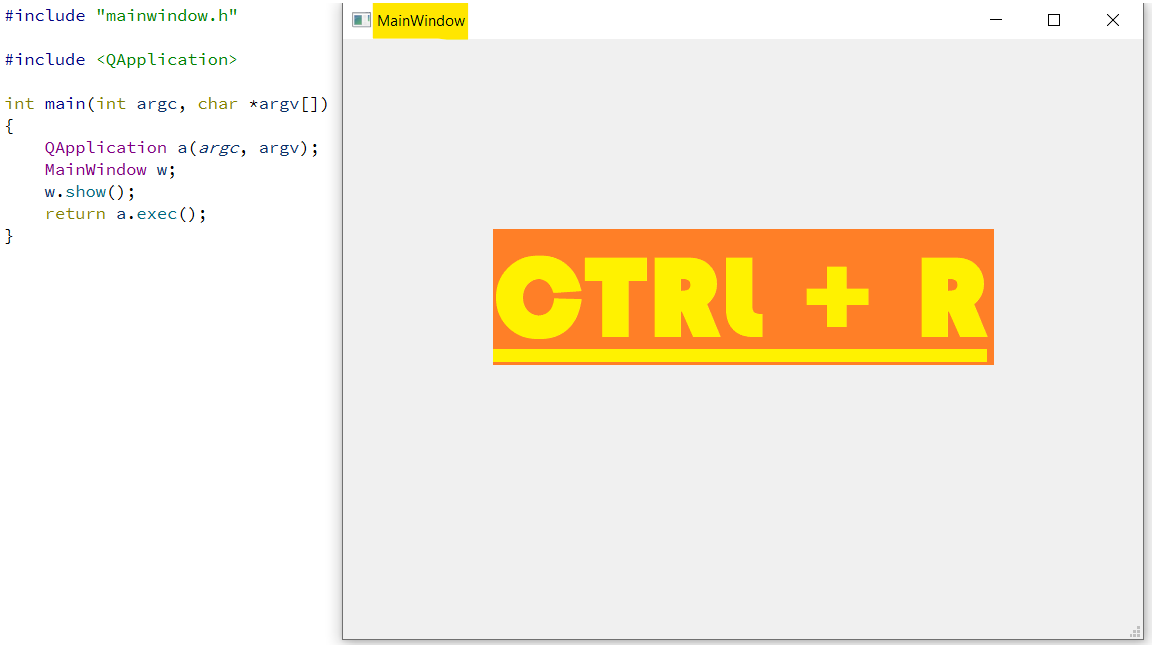 #include "mainwindow.h"
#include <QApplication>
int main(int argc, char *argv[])
{
    QApplication a(argc, argv);
    MainWindow w;
    w.show();
    return a.exec();
}
MainWindow
CTRL + R